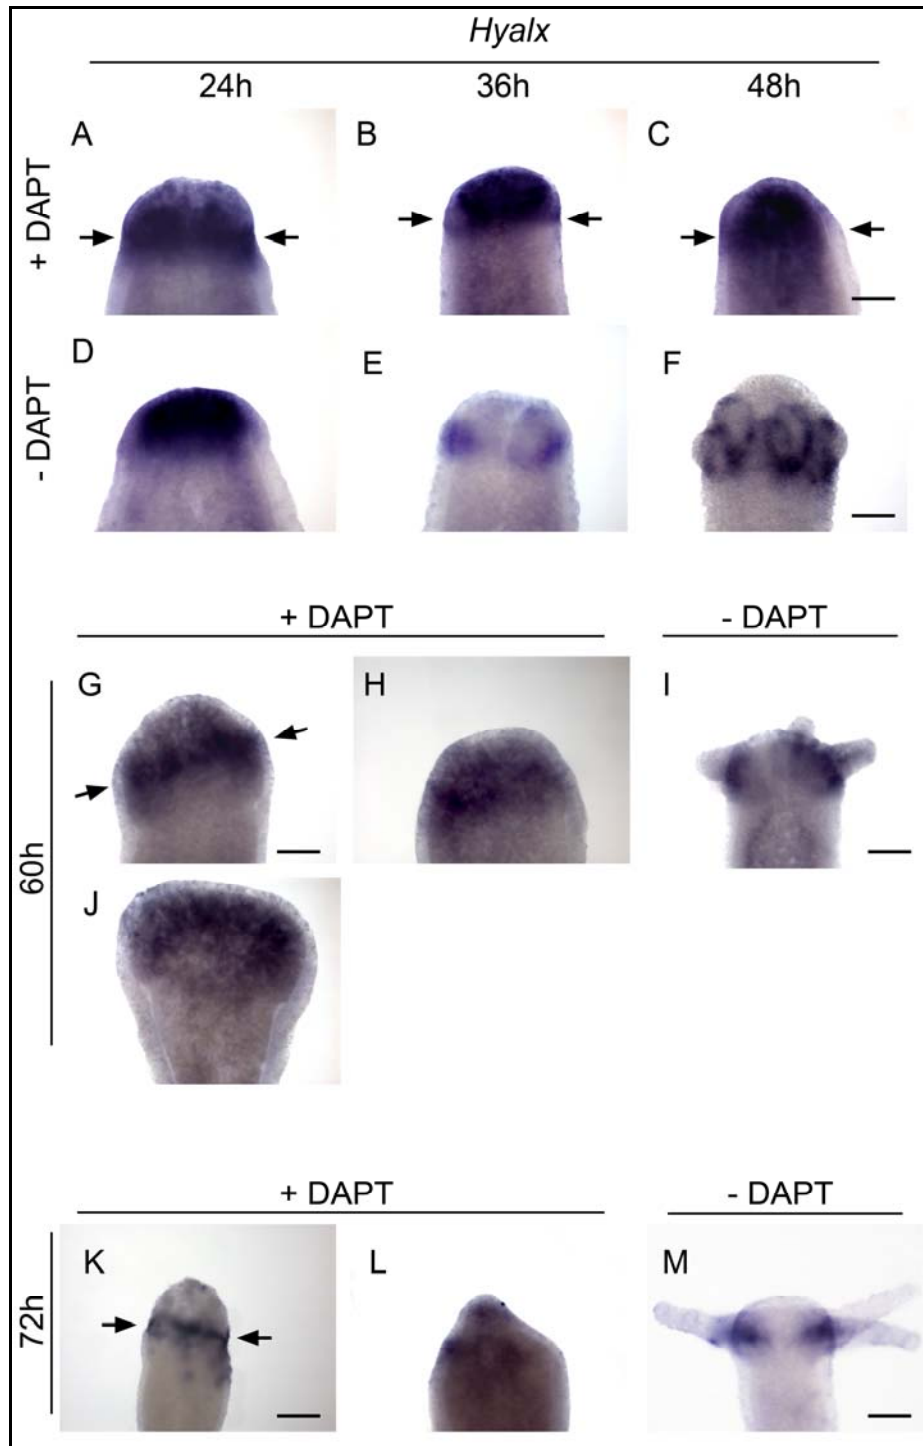 Hyalx
24h 36h 48h
A B C
+ DAPT
D E F
- DAPT
+ DAPT - DAPT
G H I
60h
J
+ DAPT - DAPT
K L M
72h